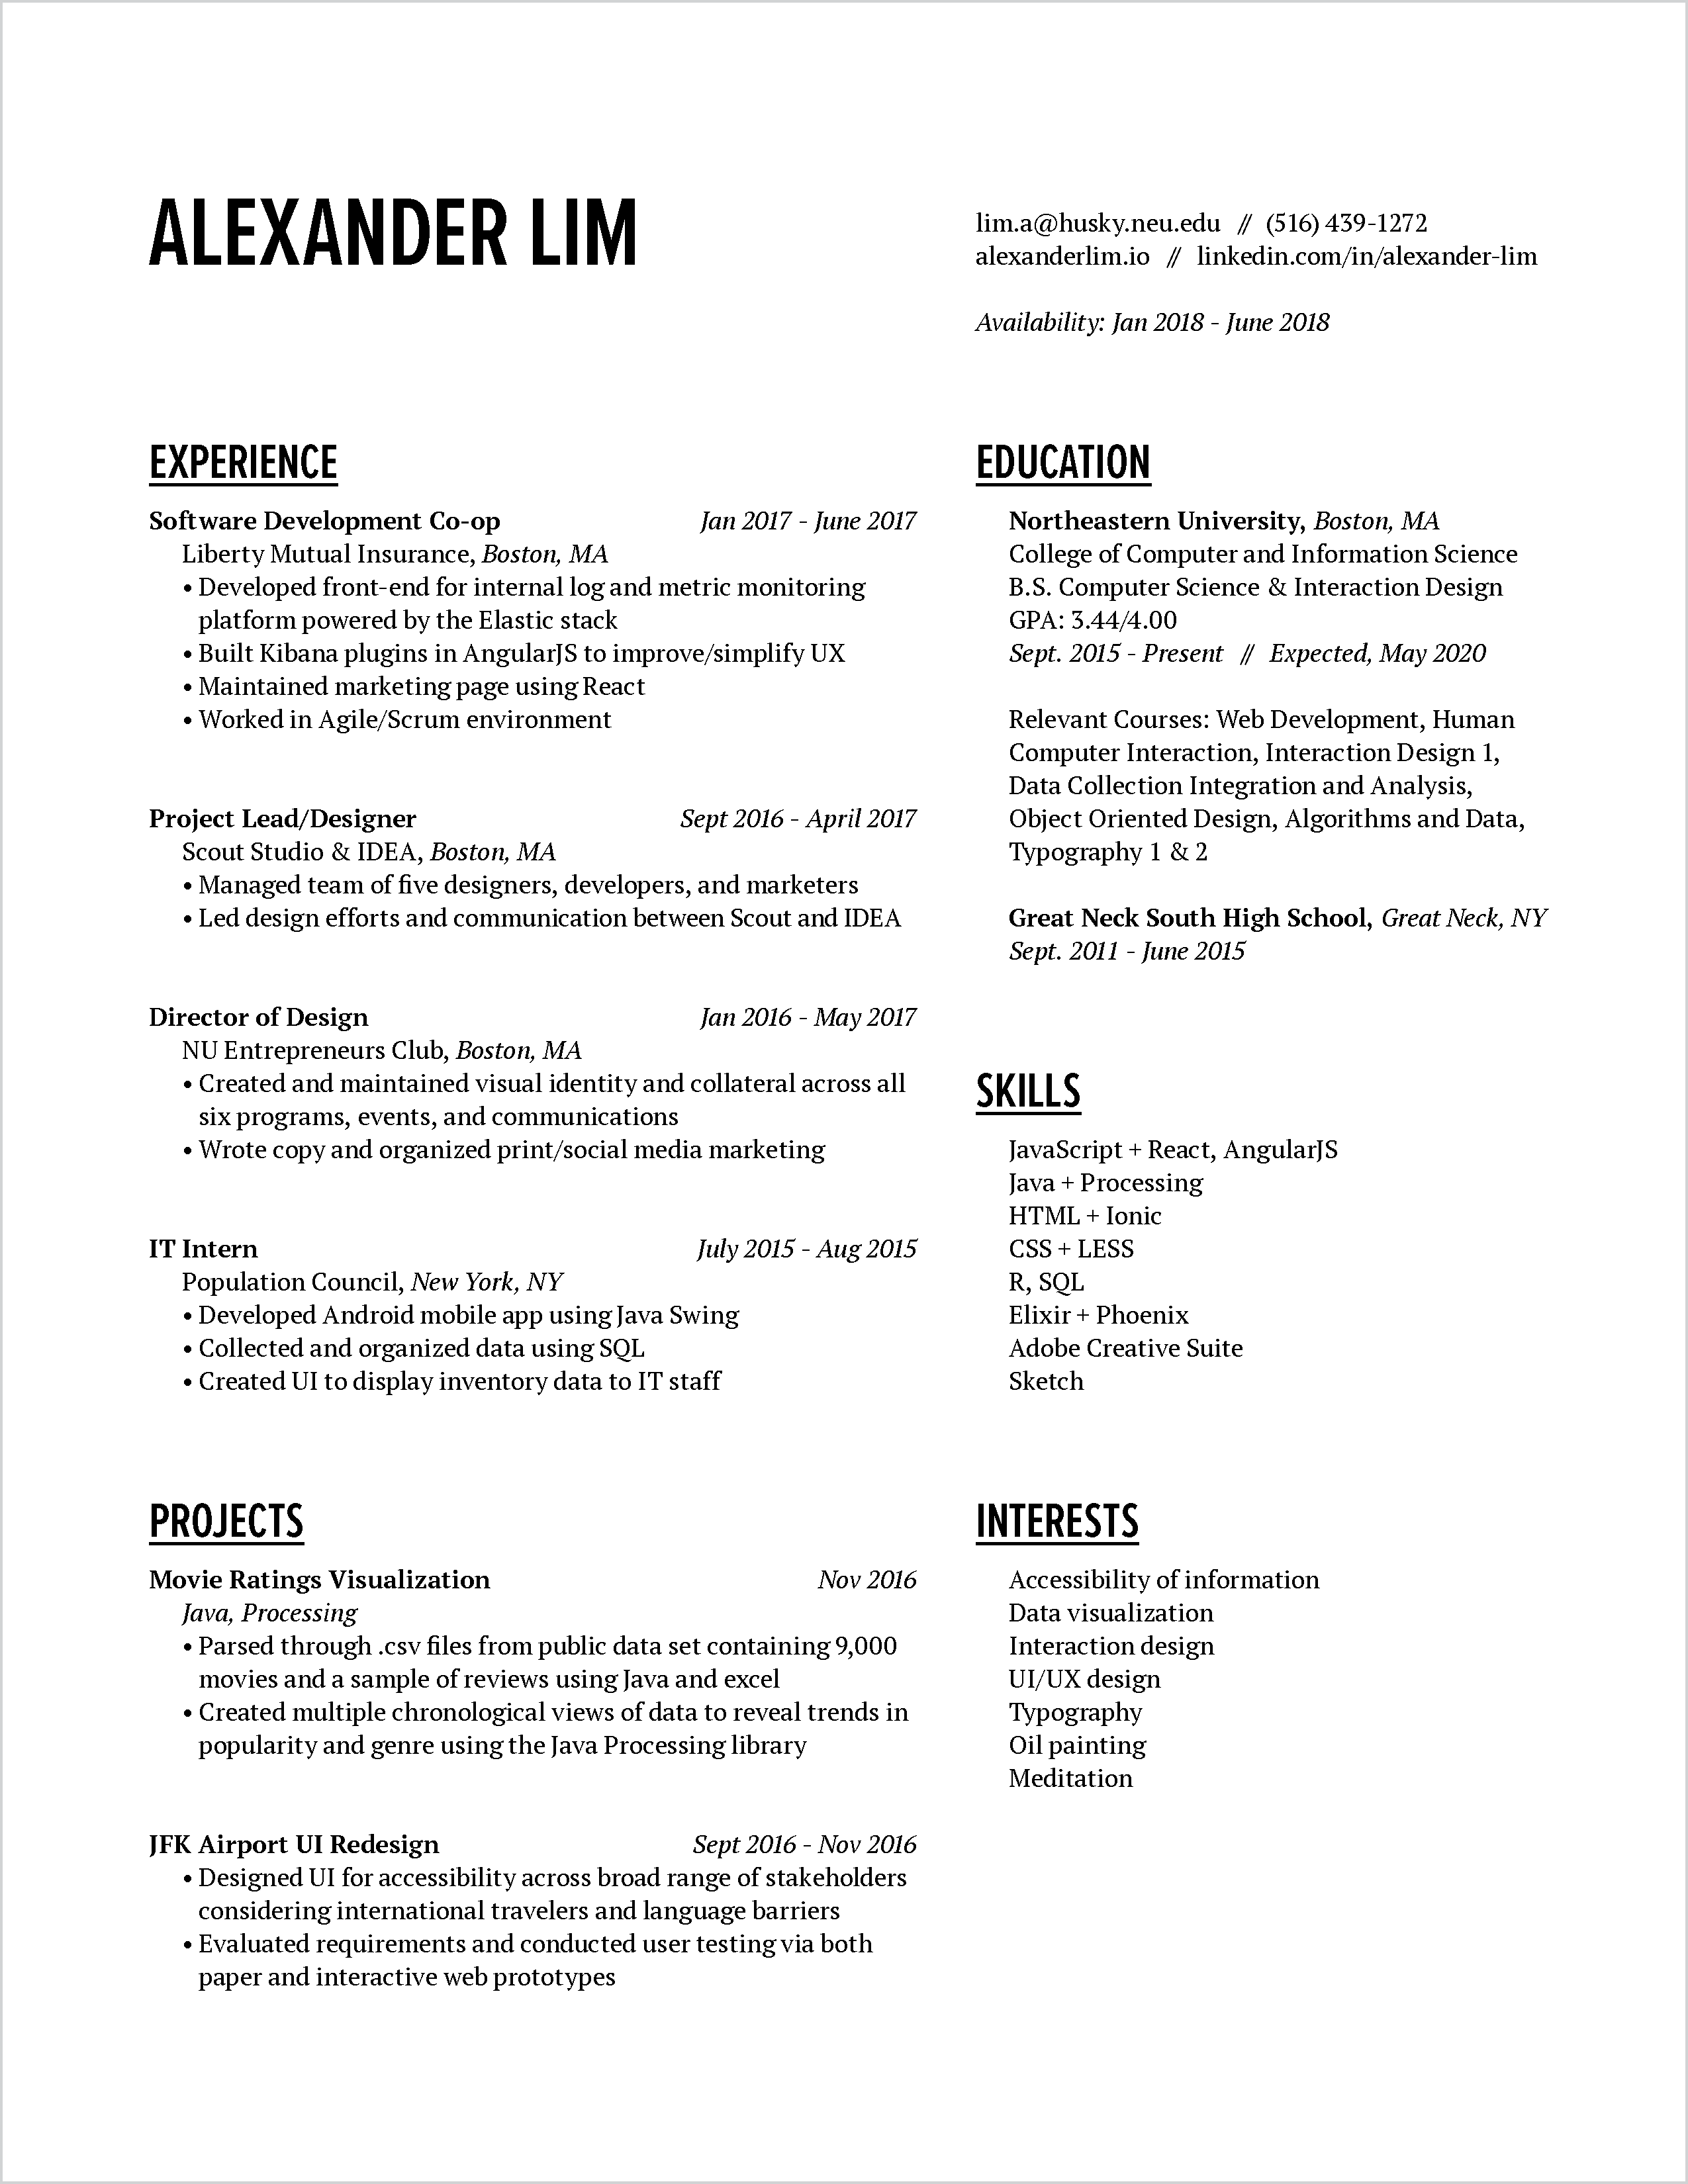 ALEXANDER LIM
lim.a@husky.neu.edu // (516) 439-1272
alexanderlim.io // linkedin.com/in/alexander-lim
Availability: Jan 2018 - June 2018
EXPERIENCE
Software Development Co-op Jan 2017 - June 2017
Liberty Mutual Insurance, Boston, MA
• Developed front-end for internal log and metric monitoring
platform powered by the Elastic stack
• Built Kibana plugins in AngularJS to improve/simplify UX
• Maintained marketing page using React
• Worked in Agile/Scrum environment
Project Lead/Designer Sept 2016 - April 2017
Scout Studio & IDEA, Boston, MA
• Managed team of five designers, developers, and marketers
• Led design efforts and communication between Scout and IDEA
Director of Design Jan 2016 - May 2017
NU Entrepreneurs Club, Boston, MA
• Created and maintained visual identity and collateral across all
six programs, events, and communications
• Wrote copy and organized print/social media marketing
IT Intern July 2015 - Aug 2015
Population Council, New York, NY
• Developed Android mobile app using Java Swing
• Collected and organized data using SQL
• Created UI to display inventory data to IT staff
PROJECTS
Movie Ratings Visualization Nov 2016
Java, Processing
• Parsed through .csv files from public data set containing 9,000
movies and a sample of reviews using Java and excel
• Created multiple chronological views of data to reveal trends in
popularity and genre using the Java Processing library
JFK Airport UI Redesign Sept 2016 - Nov 2016
• Designed UI for accessibility across broad range of stakeholders
considering international travelers and language barriers
• Evaluated requirements and conducted user testing via both
paper and interactive web prototypes
EDUCATION
Northeastern University, Boston, MA
College of Computer and Information Science
B.S. Computer Science & Interaction Design
GPA: 3.44/4.00
Sept. 2015 - Present // Expected, May 2020
Relevant Courses: Web Development, Human
Computer Interaction, Interaction Design 1,
Data Collection Integration and Analysis,
Object Oriented Design, Algorithms and Data,
Typography 1 & 2
Great Neck South High School, Great Neck, NY
Sept. 2011 - June 2015
SKILLS
JavaScript + React, AngularJS
Java + Processing
HTML + Ionic
CSS + LESS
R, SQL
Elixir + Phoenix
Adobe Creative Suite
Sketch
INTERESTS
Accessibility of information
Data visualization
Interaction design
UI/UX design
Typography
Oil painting
Meditation